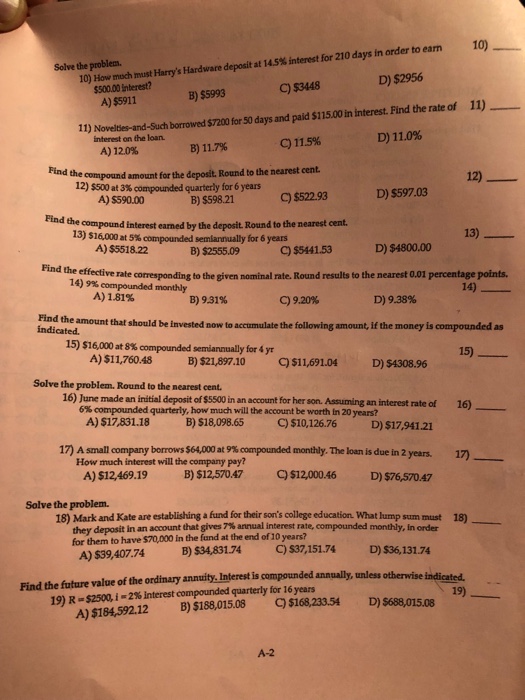 Solve the problem.
10) How much must Harry's Hardware deposit at 14.5% interest for 210 days in order to earn 10)
$500.00 interest?
A) $5911 B) $5993 C) $3448 D) $2956
11) Novelties-and-Such borrowed $7200 for 50 days and paid $115.00 in interest. Find the rate of 11)
interest on the loan.
A) 12.0% B) 11.7% C) 11.5% D) 11.0%
Find the compound amount for the deposit. Round to the nearest cent.
12) $500 at 3% compounded quarterly for 6 years 12)
A) $590.00 B) $598.21 C) $522.93 D) $597.03
Find the compound interest earned by the deposit. Round to the nearest cent.
13) $16,000 at 5% compounded semiannually for 6 years 13)
A) $5518.22 B) $2555.09 C) $5441.53 D) $4800.00
Find the effective rate corresponding to the given nominal rate. Round results to the nearest 0.01 percentage points.
14) 9% compounded monthly 14)
A) 1.81% B) 9.31% C) 9.20% D) 9.38%
Find the amount that should be invested now to accumulate the following amount, if the money is compounded as
indicated.
15) $16,000 at 8% compounded semiannually for 4 yr 15)
A) $11,760.48 B) $21,897.10 C) $11,691.04 D) $4308.96
Solve the problem. Round to the nearest cent.
16) June made an initial deposit of $5500 in an account for her son. Assuming an interest rate of 16)
6% compounded quarterly, how much will the account be worth in 20 years?
A) $17,831.18 B) $18,098.65 C) $10,126.76 D) $17,941.21
17) A small company borrows $64,000 at 9% compounded monthly. The loan is due in 2 years. 17)
How much interest will the company pay?
A) $12,469.19 B) $12,570.47 C) $12,000.46 D) $76,570.47
Solve the problem.
18) Mark and Kate are establishing a fund for their son's college education. What lump sum must 18)
they deposit in an account that gives 7% annual interest rate, compounded monthly, in order
for them to have $70,000 in the fund at the end of 10 years?
A) $39,407.74 B) $34,831.74 C) $37,151.74 D) $36,131.74
Find the future value of the ordinary annuity. Interest is compounded annually, unless otherwise indicated.
19) R = $2500, i = 2% Interest compounded quarterly for 16 years 19)
A) $184,592.12 B) $188,015.08 C) $168,233.54 D) $688,015.08
A-2